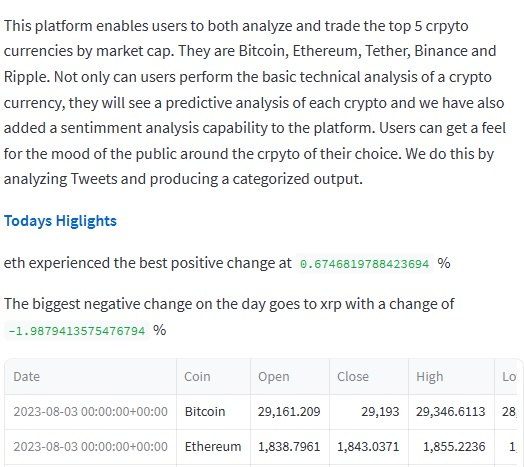 This platform enables users to both analyze and trade the top 5 crpyto
currencies by market cap. They are Bitcoin, Ethereum, Tether, Binance and
Ripple. Not only can users perform the basic technical analysis of a crypto
currency, they will see a predictive analysis of each crypto and we have also
added a sentimment analysis capability to the platform. Users can get a feel
for the mood of the public around the crpyto of their choice. We do this by
analyzing Tweets and producing a categorized output.
Todays Higlights
eth experienced the best positive change at 0.6746819788423694 %
The biggest negative change on the day goes to xrp with a change of
-1.9879413575476794 %
Date Coin Open Close High Lo
2023-08-03 00:00:00+00:00 Bitcoin 29,161.209 29,193 29,346.6113 28,
2023-08-03 00:00:00+00:00 Ethereum 1,838.7961 1,843.0371 1,855.2236 1,